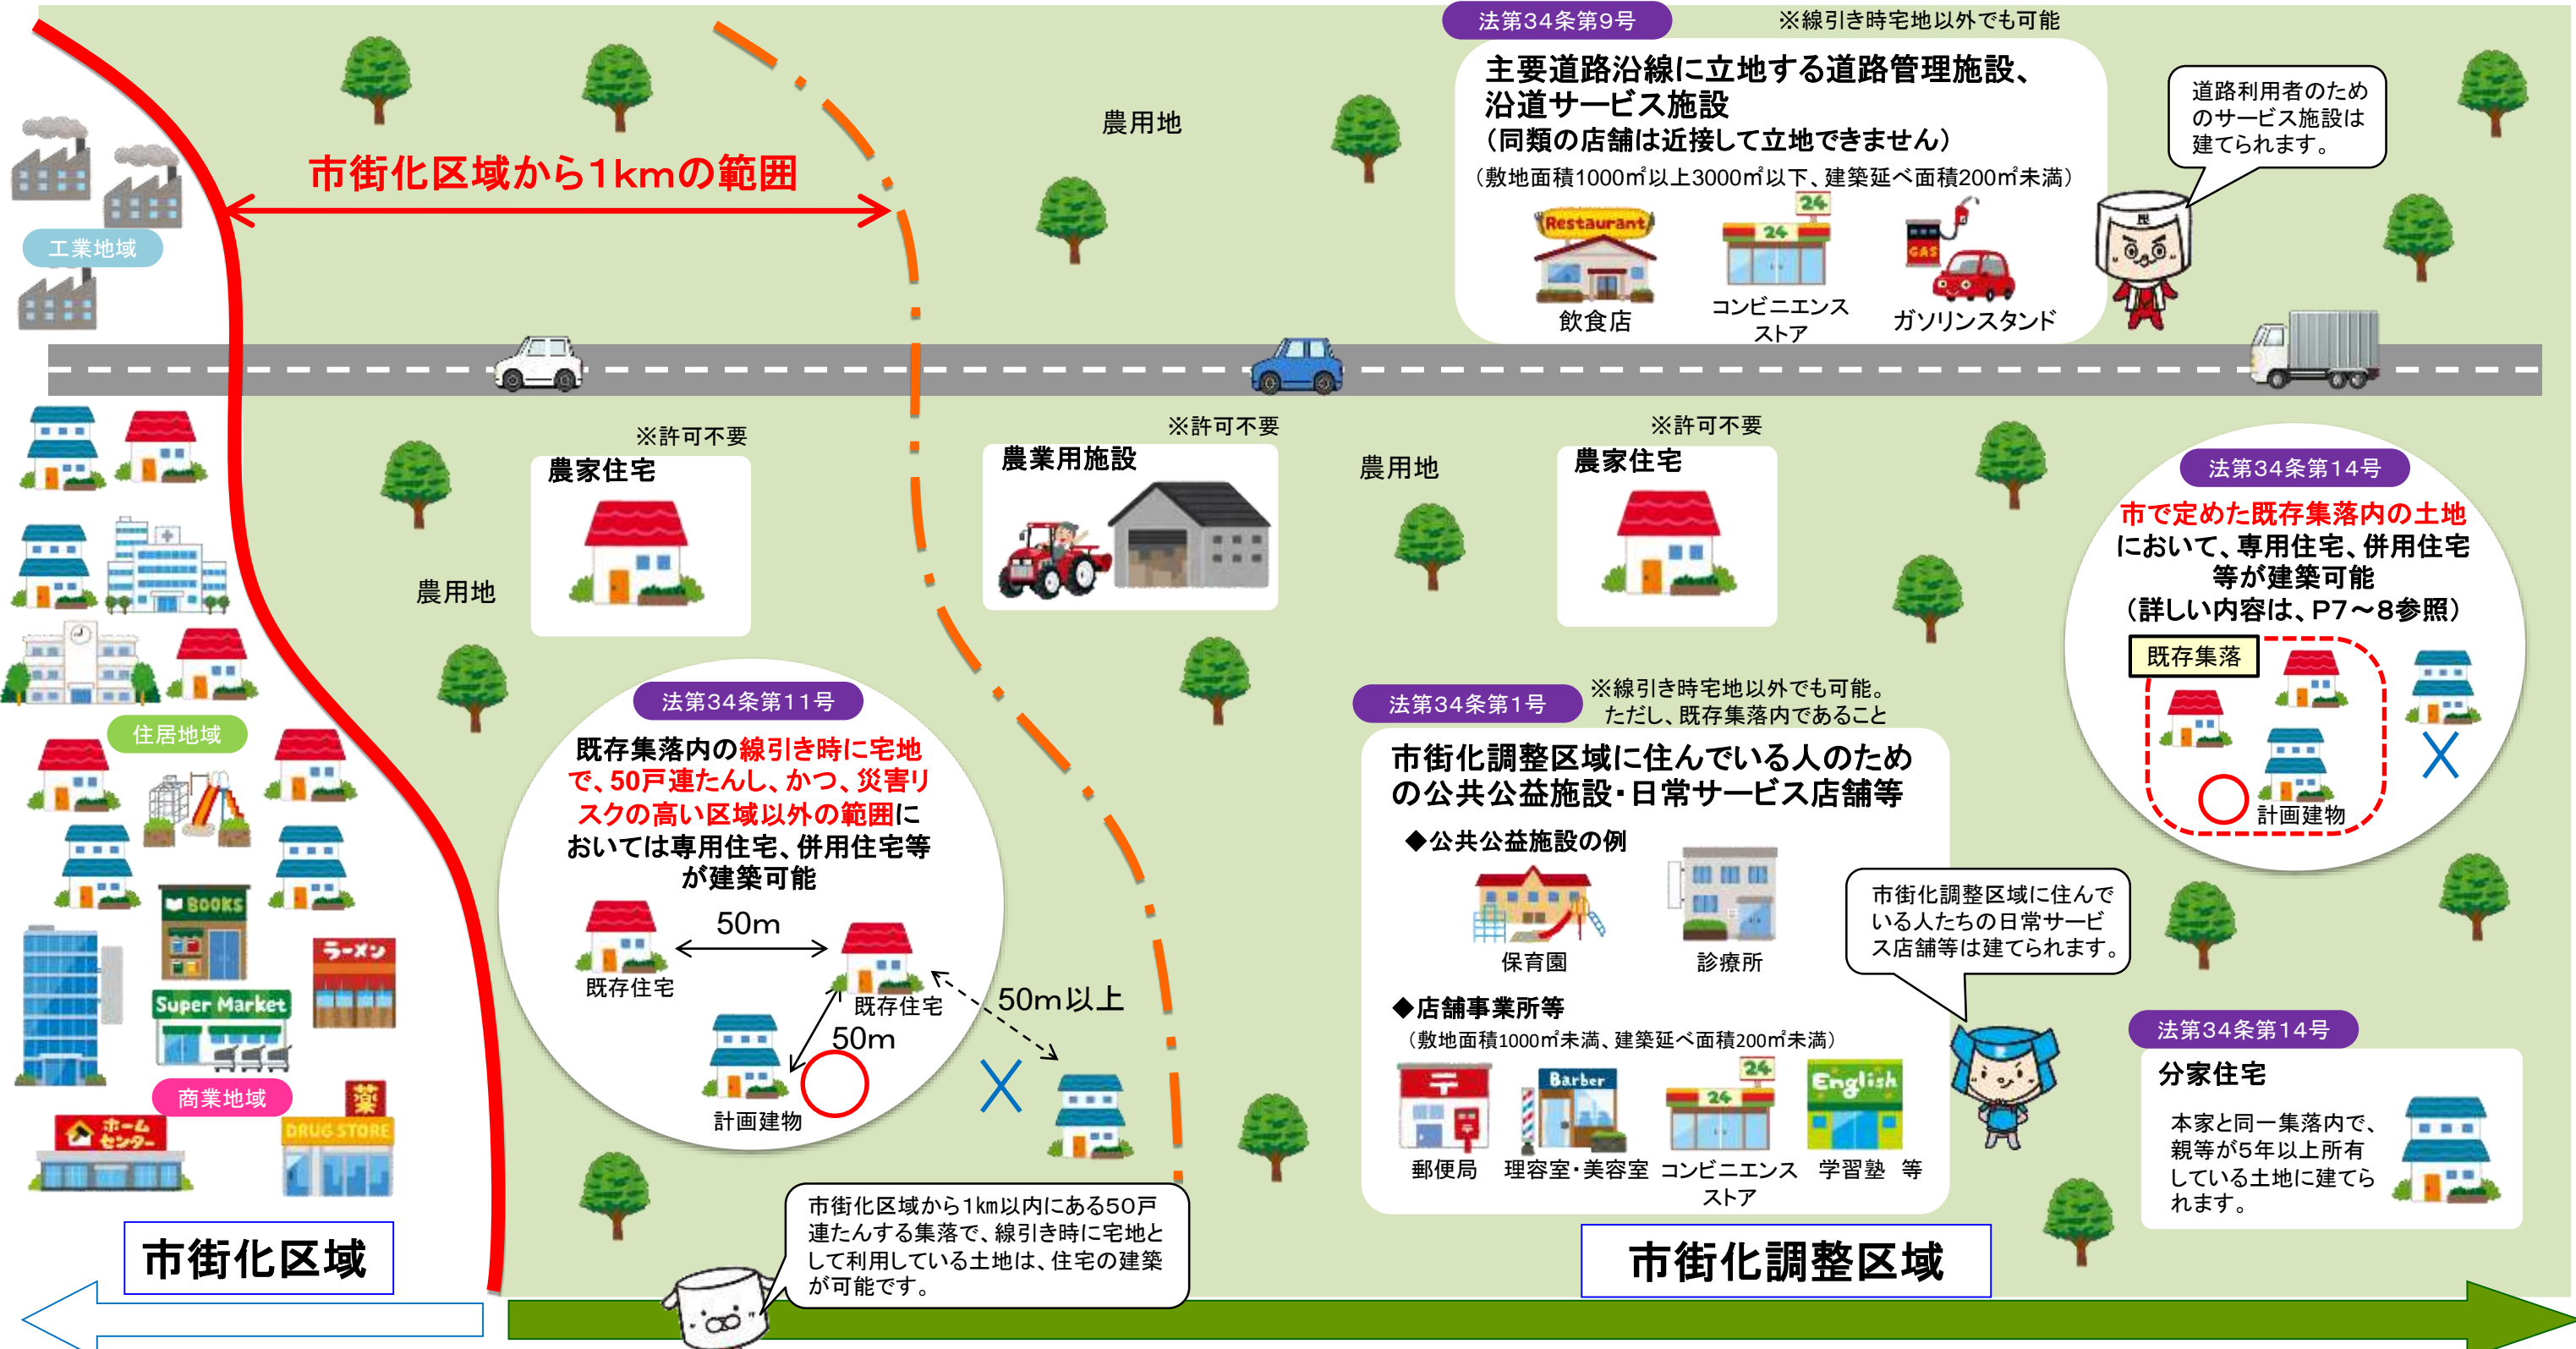 法第34条第9号
※線引き時宅地以外でも可能
主要道路沿線に立地する道路管理施設、
沿道サービス施設
（同類の店舗は近接して立地できません）
（敷地面積1000㎡以上3000㎡以下、建築延べ面積200㎡未満）
Restaurant
24
24
GAS
飲食店
コンビニエンス
ストア
ガソリンスタンド
道路利用者のため
のサービス施設は
建てられます。
農用地
市街化区域から1kmの範囲
工業地域
※許可不要
農家住宅
※許可不要
農業用施設
農用地
※許可不要
農家住宅
農用地
法第34条第14号
市で定めた既存集落内の土地
において、専用住宅、併用住宅
等が建築可能
（詳しい内容は、P7～8参照）
既存集落
計画建物
住居地域
法第34条第11号
既存集落内の線引き時に宅地
で、50戸連たんし、かつ、災害リ
スクの高い区域以外の範囲に
おいては専用住宅、併用住宅等
が建築可能
50m
既存住宅
既存住宅
50m
計画建物
50m以上
法第34条第1号
※線引き時宅地以外でも可能。
ただし、既存集落内であること
市街化調整区域に住んでいる人のため
の公共公益施設・日常サービス店舗等
◆公共公益施設の例
保育園
診療所
◆店舗事業所等
（敷地面積1000㎡未満、建築延べ面積200㎡未満）
〒
Barber
24
24
English
郵便局
理容室・美容室
コンビニエンス
ストア
学習塾 等
市街化調整区域に住んで
いる人たちの日常サービ
ス店舗等は建てられます。
法第34条第14号
分家住宅
本家と同一集落内で、
親等が5年以上所有
している土地に建てら
れます。
BOOKS
ラーメン
Super Market
商業地域
薬
ホーム
センター
DRUG STORE
市街化区域から1㎞以内にある50戸
連たんする集落で、線引き時に宅地と
して利用している土地は、住宅の建築
が可能です。
市街化区域
市街化調整区域